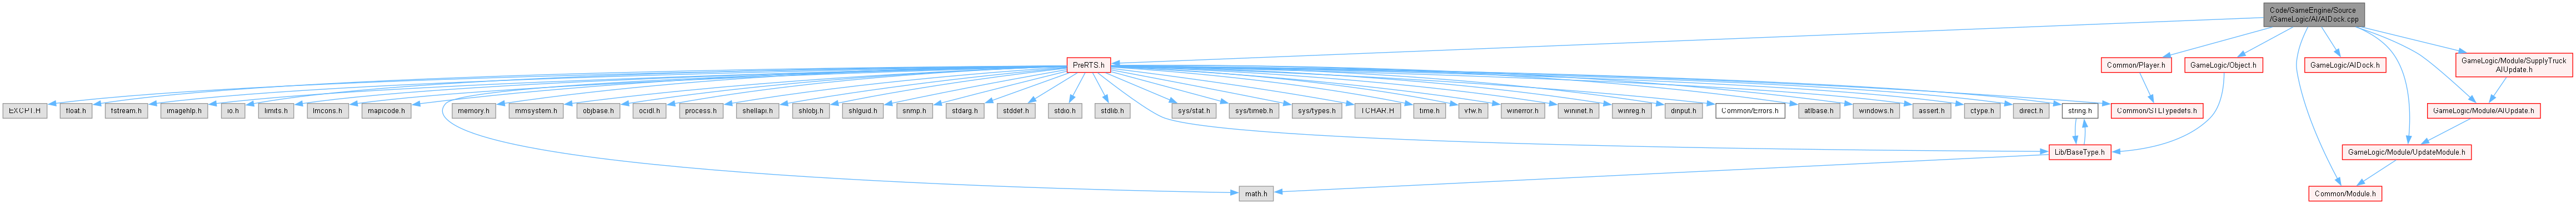 Code/GameEngine/Source
/GameLogic/AI/AIDock.cpp
PreRTS.h
Common/Player.h
GameLogic/Object.h
GameLogic/AIDock.h
GameLogic/Module/SupplyTruck
AIUpdate.h
EXCPT.H
float.h
fstream.h
imagehlp.h
io.h
limits.h
lmcons.h
mapicode.h
memory.h
mmsystem.h
objbase.h
ocidl.h
process.h
shellapi.h
shlobj.h
shlguid.h
snmp.h
stdarg.h
stddef.h
stdio.h
stdlib.h
sys/stat.h
sys/timeb.h
sys/types.h
TCHAR.H
time.h
vfw.h
winerror.h
wininet.h
winreg.h
dinput.h
Common/Errors.h
atlbase.h
windows.h
assert.h
ctype.h
direct.h
string.h
Common/STLTypedefs.h
GameLogic/Module/AIUpdate.h
Lib/BaseType.h
GameLogic/Module/UpdateModule.h
math.h
Common/Module.h